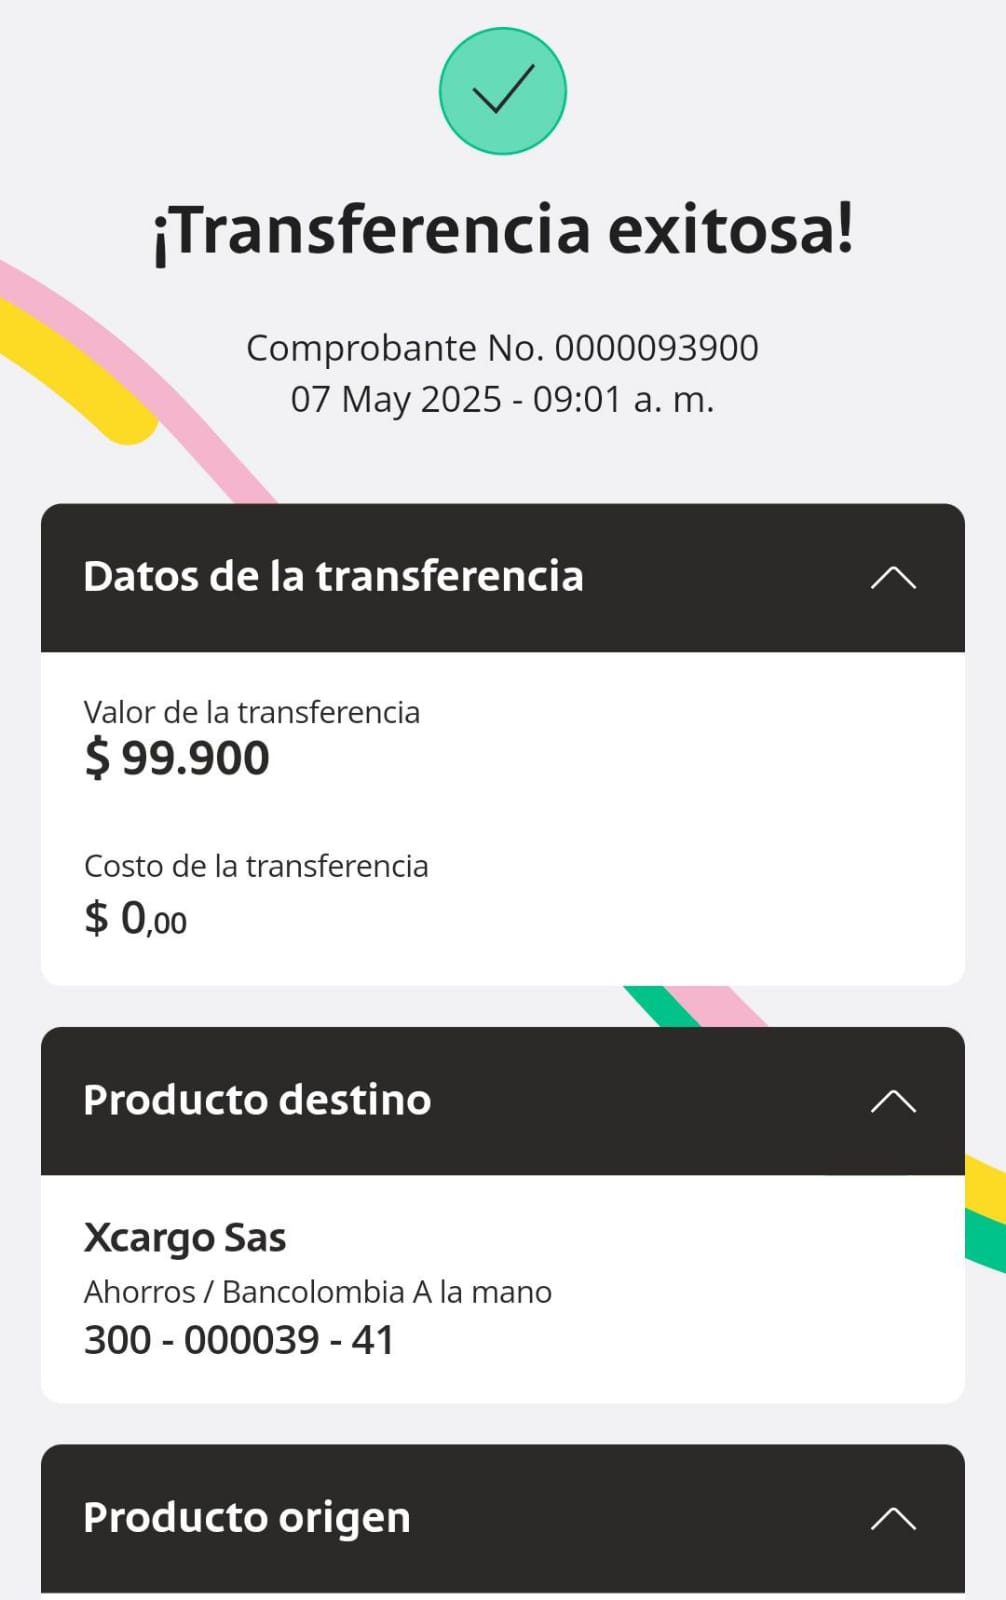 ¡Transferencia exitosa!
Comprobante No. 0000093900
07 May 2025 - 09:01 a. m.
Datos de la transferencia
Valor de la transferencia
$ 99.900
Costo de la transferencia
$ 0,00
Producto destino
Xcargo Sas
Ahorros / Bancolombia A la mano
300 - 000039 - 41
Producto origen